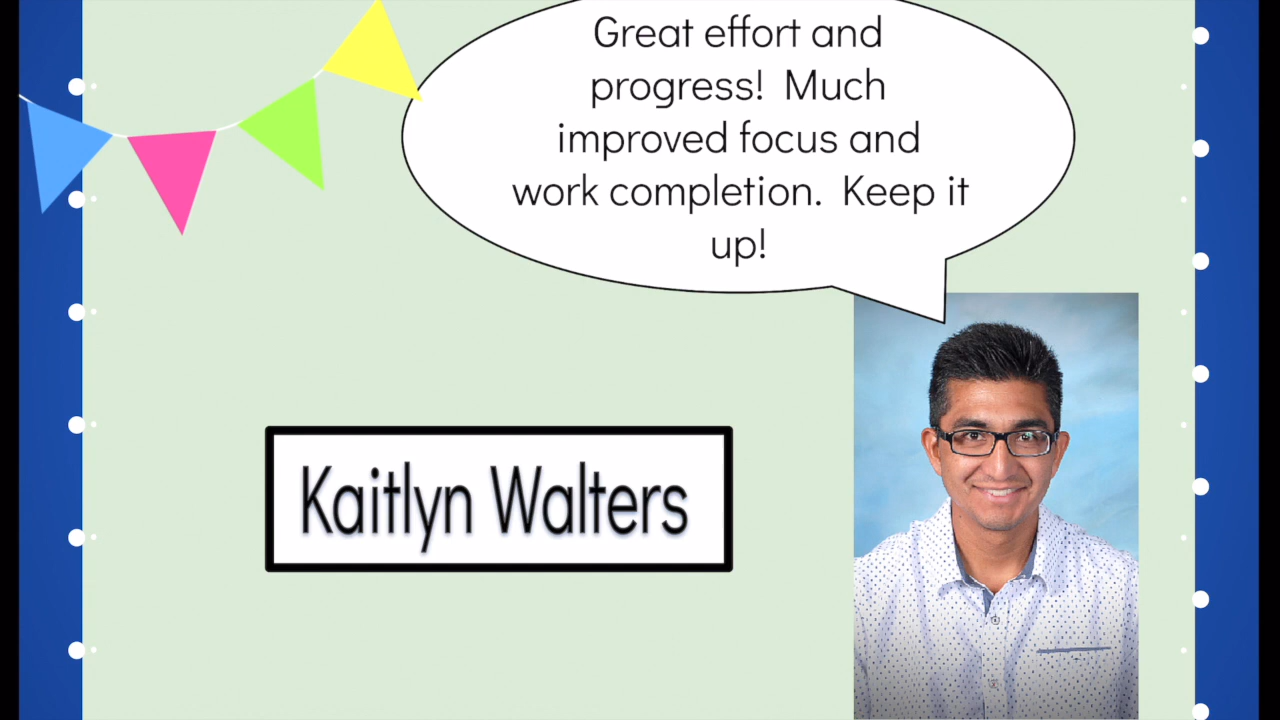 Great effort and
progress! Much
improved focus and
work completion. Keep it
up!
Kaitlyn Walters